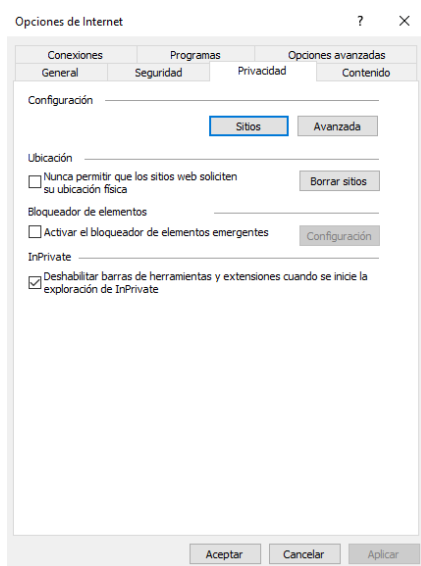 Opciones de Internet ? ×
Conexiones Programas Opciones avanzadas
General Seguridad Privacidad Contenido
Configuración
Sitios Avanzada
Ubicación
Nunca permitir que los sitios web soliciten
su ubicación física
Borrar sitios
Bloqueador de elementos
Activar el bloqueador de elementos emergentes
Configuración
InPrivate
Deshabilitar barras de herramientas y extensiones cuando se inicie la
exploración de InPrivate
Aceptar Cancelar Aplicar